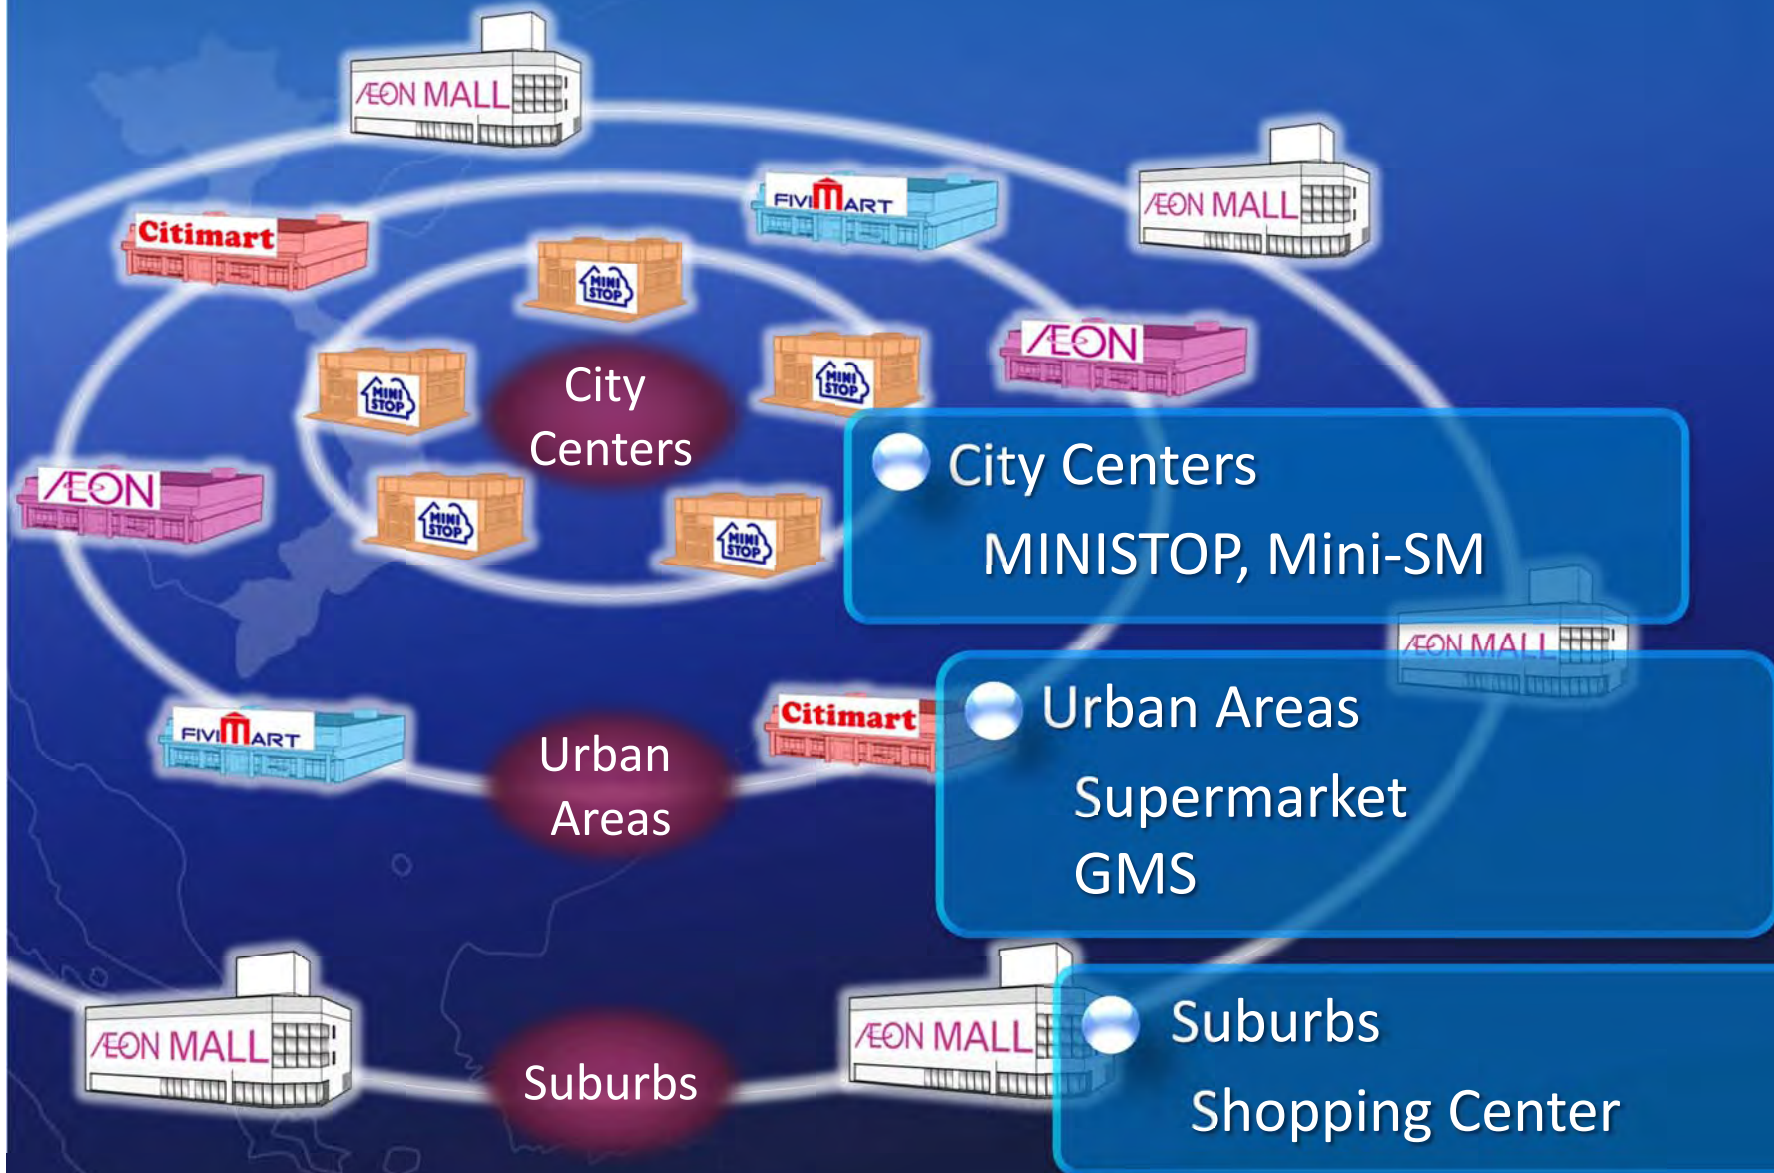 ÆON MALL
ÆON MALL
FIVIMART
Citimart
MINI
STOP
ÆON
MINI
STOP
MINI
STOP
City
Centers
ÆON
MINI
STOP
MINI
STOP
City Centers
MINISTOP, Mini-SM
ÆON MALL
FIVIMART
Citimart
Urban
Areas
Urban Areas
Supermarket
GMS
ÆON MALL
ÆON MALL
Suburbs
Suburbs
Shopping Center